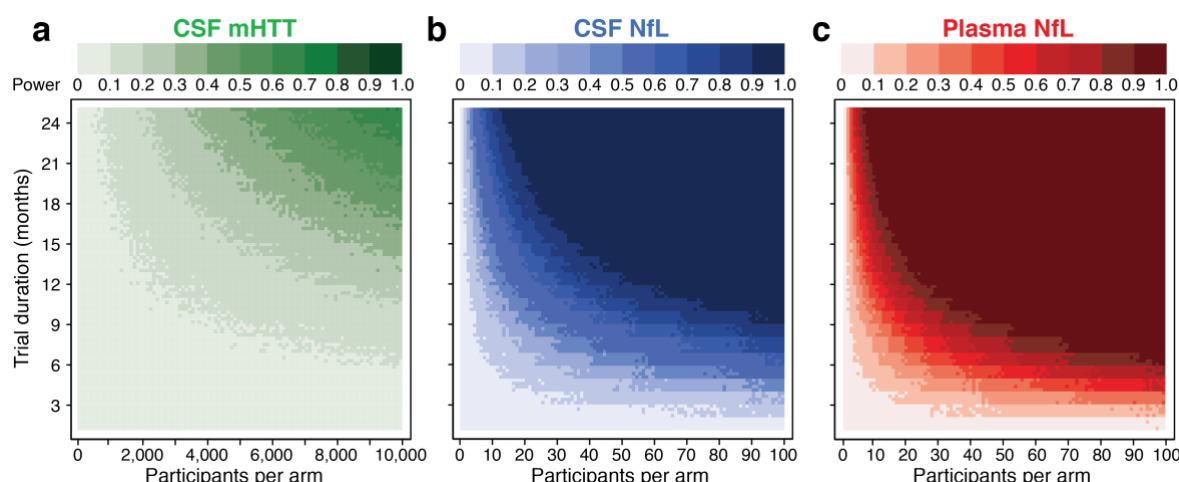 a CSF mHTT
b CSF NfL
c Plasma NfL
Power 0 0.1 0.2 0.3 0.4 0.5 0.6 0.7 0.8 0.9 1.0
0 0.1 0.2 0.3 0.4 0.5 0.6 0.7 0.8 0.9 1.0
0 0.1 0.2 0.3 0.4 0.5 0.6 0.7 0.8 0.9 1.0
Trial duration (months)
24
21
18
15
12
9
6
3
0 2,000 4,000 6,000 8,000 10,000
0 10 20 30 40 50 60 70 80 90 100
0 10 20 30 40 50 60 70 80 90 100
Participants per arm
Participants per arm
Participants per arm